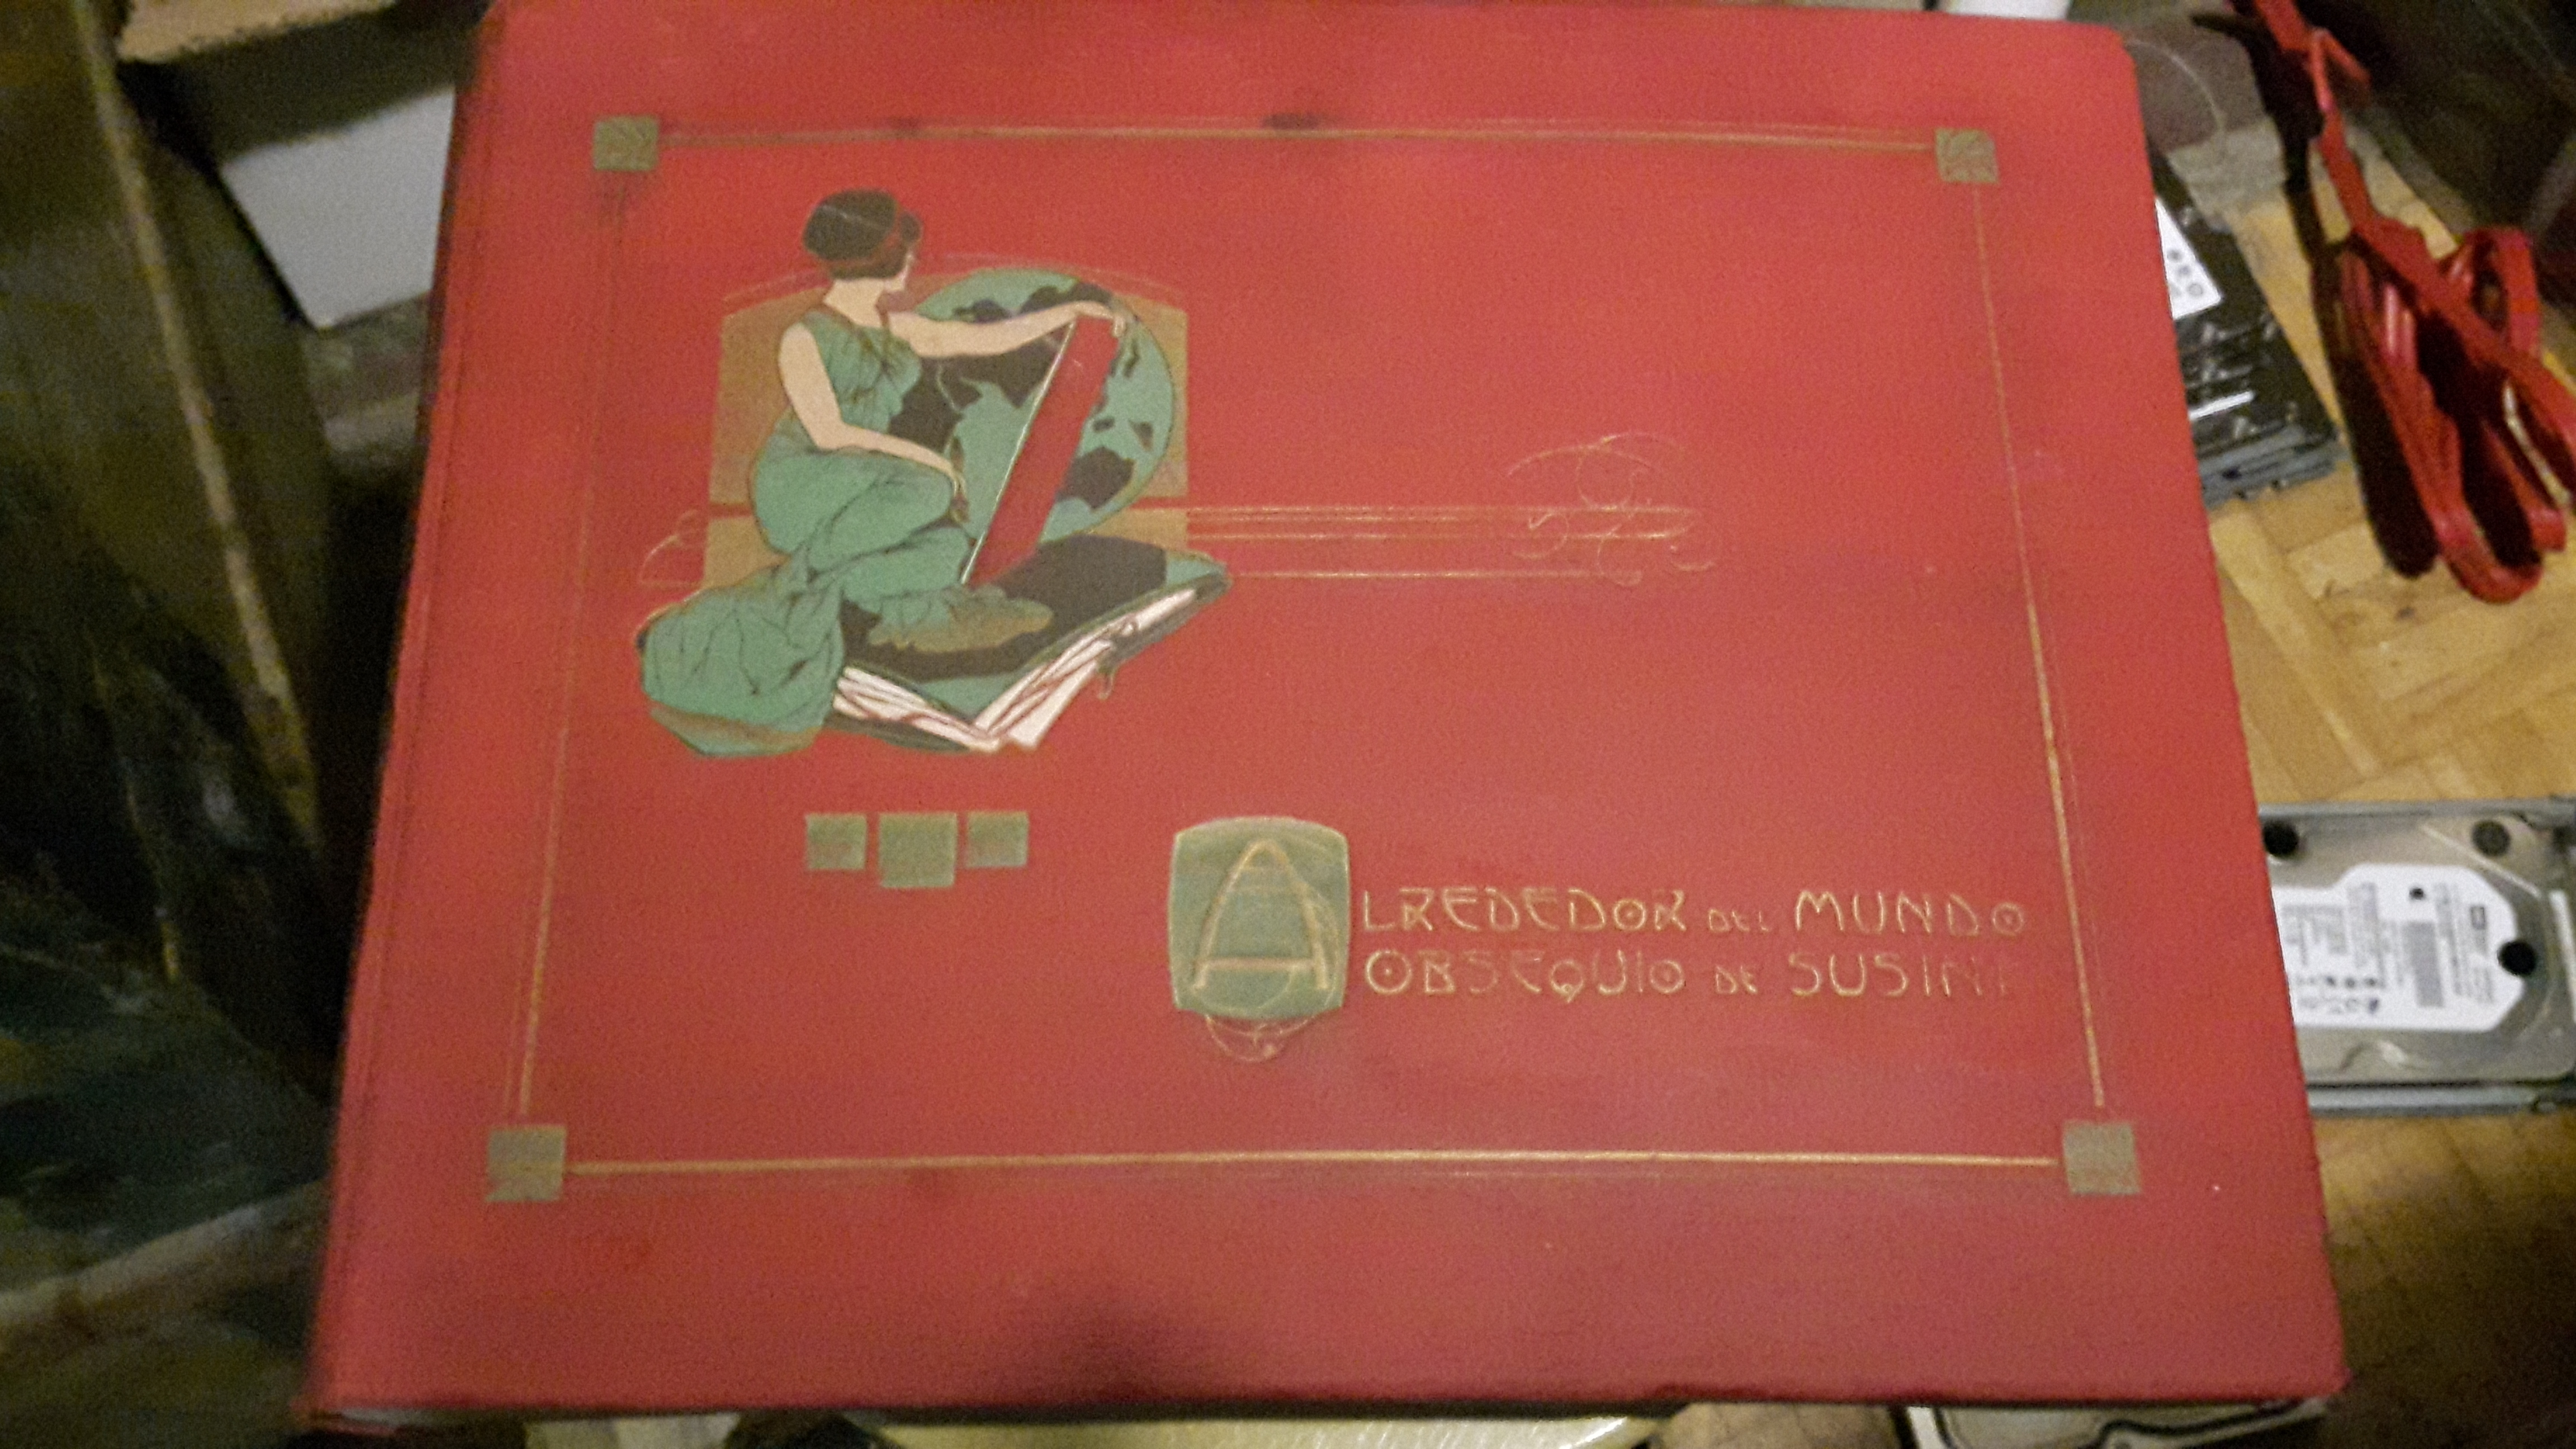 ALREDEDOR DEL MUNDO
OBSEQUIO DE SUSINI